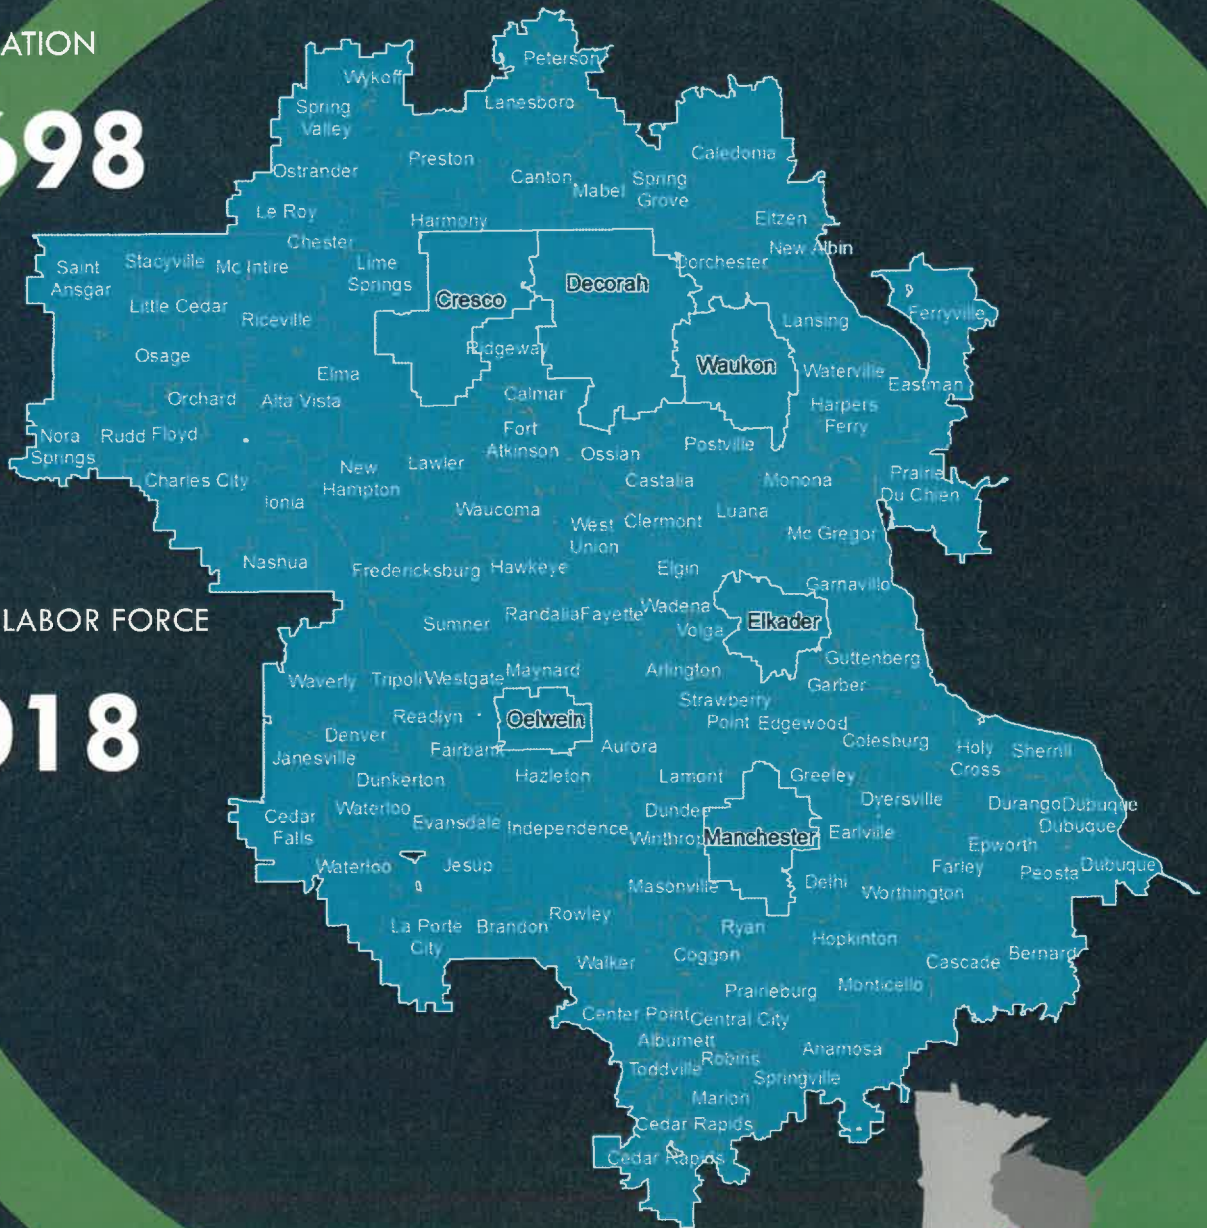 ATION
698
Peterson
Wykoff
Lanesboro
Spring
Valley
Caledonia
Preston
Ostrander
Canton
Mabel
Spring
Grove
Le Roy
Harmony
Eitzen
Chester
New Albin
Saint
Ansgar
Stacyville
Mc Intire
Lime
Springs
Dorchester
Decorah
Cresco
Little Cedar
Riceville
Lansing
Ferryville
Osage
Ridgeway
Elma
Waukon
Waterville
Eastman
Orchard
Alta Vista
Calmar
Harpers
Ferry
Nora
Springs
Rudd
Floyd
Fort
Atkinson
Ossian
Postville
New
Hampton
Lawler
Charles City
Castalia
Monona
Prairie
Du Chien
Ionia
Waucoma
West
Union
Clermont
Luana
Mc Gregor
Nashua
Fredericksburg
Hawkeye
Elgin
Garnavillo
LABOR FORCE
Sumner
Randalia
Fayette
Wadena
Volga
Elkader
Guttenberg
Waverly
Tripoli
Westgate
Maynard
Arlington
Garber
018
Readlyn
Oelwein
Strawberry
Point
Edgewood
Denver
Janesville
Fairbank
Aurora
Colesburg
Holy
Cross
Sherrill
Dunkerton
Hazleton
Lamont
Greeley
Cedar
Falls
Waterloo
Evansdale
Independence
Dundee
Winthrop
Manchester
Dyersville
Earlville
Durango
Dubuque
Dubuque
Epworth
Waterloo
Jesup
Masonville
Delhi
Worthington
Farley
Peosta
Dubuque
La Porte
City
Brandon
Rowley
Ryan
Hopkinton
Walker
Coggon
Cascade
Bernard
Prairieburg
Monticello
Center Point
Central City
Alburnett
Robins
Anamosa
Toddville
Springville
Marion
Cedar Rapids
Cedar Rapids